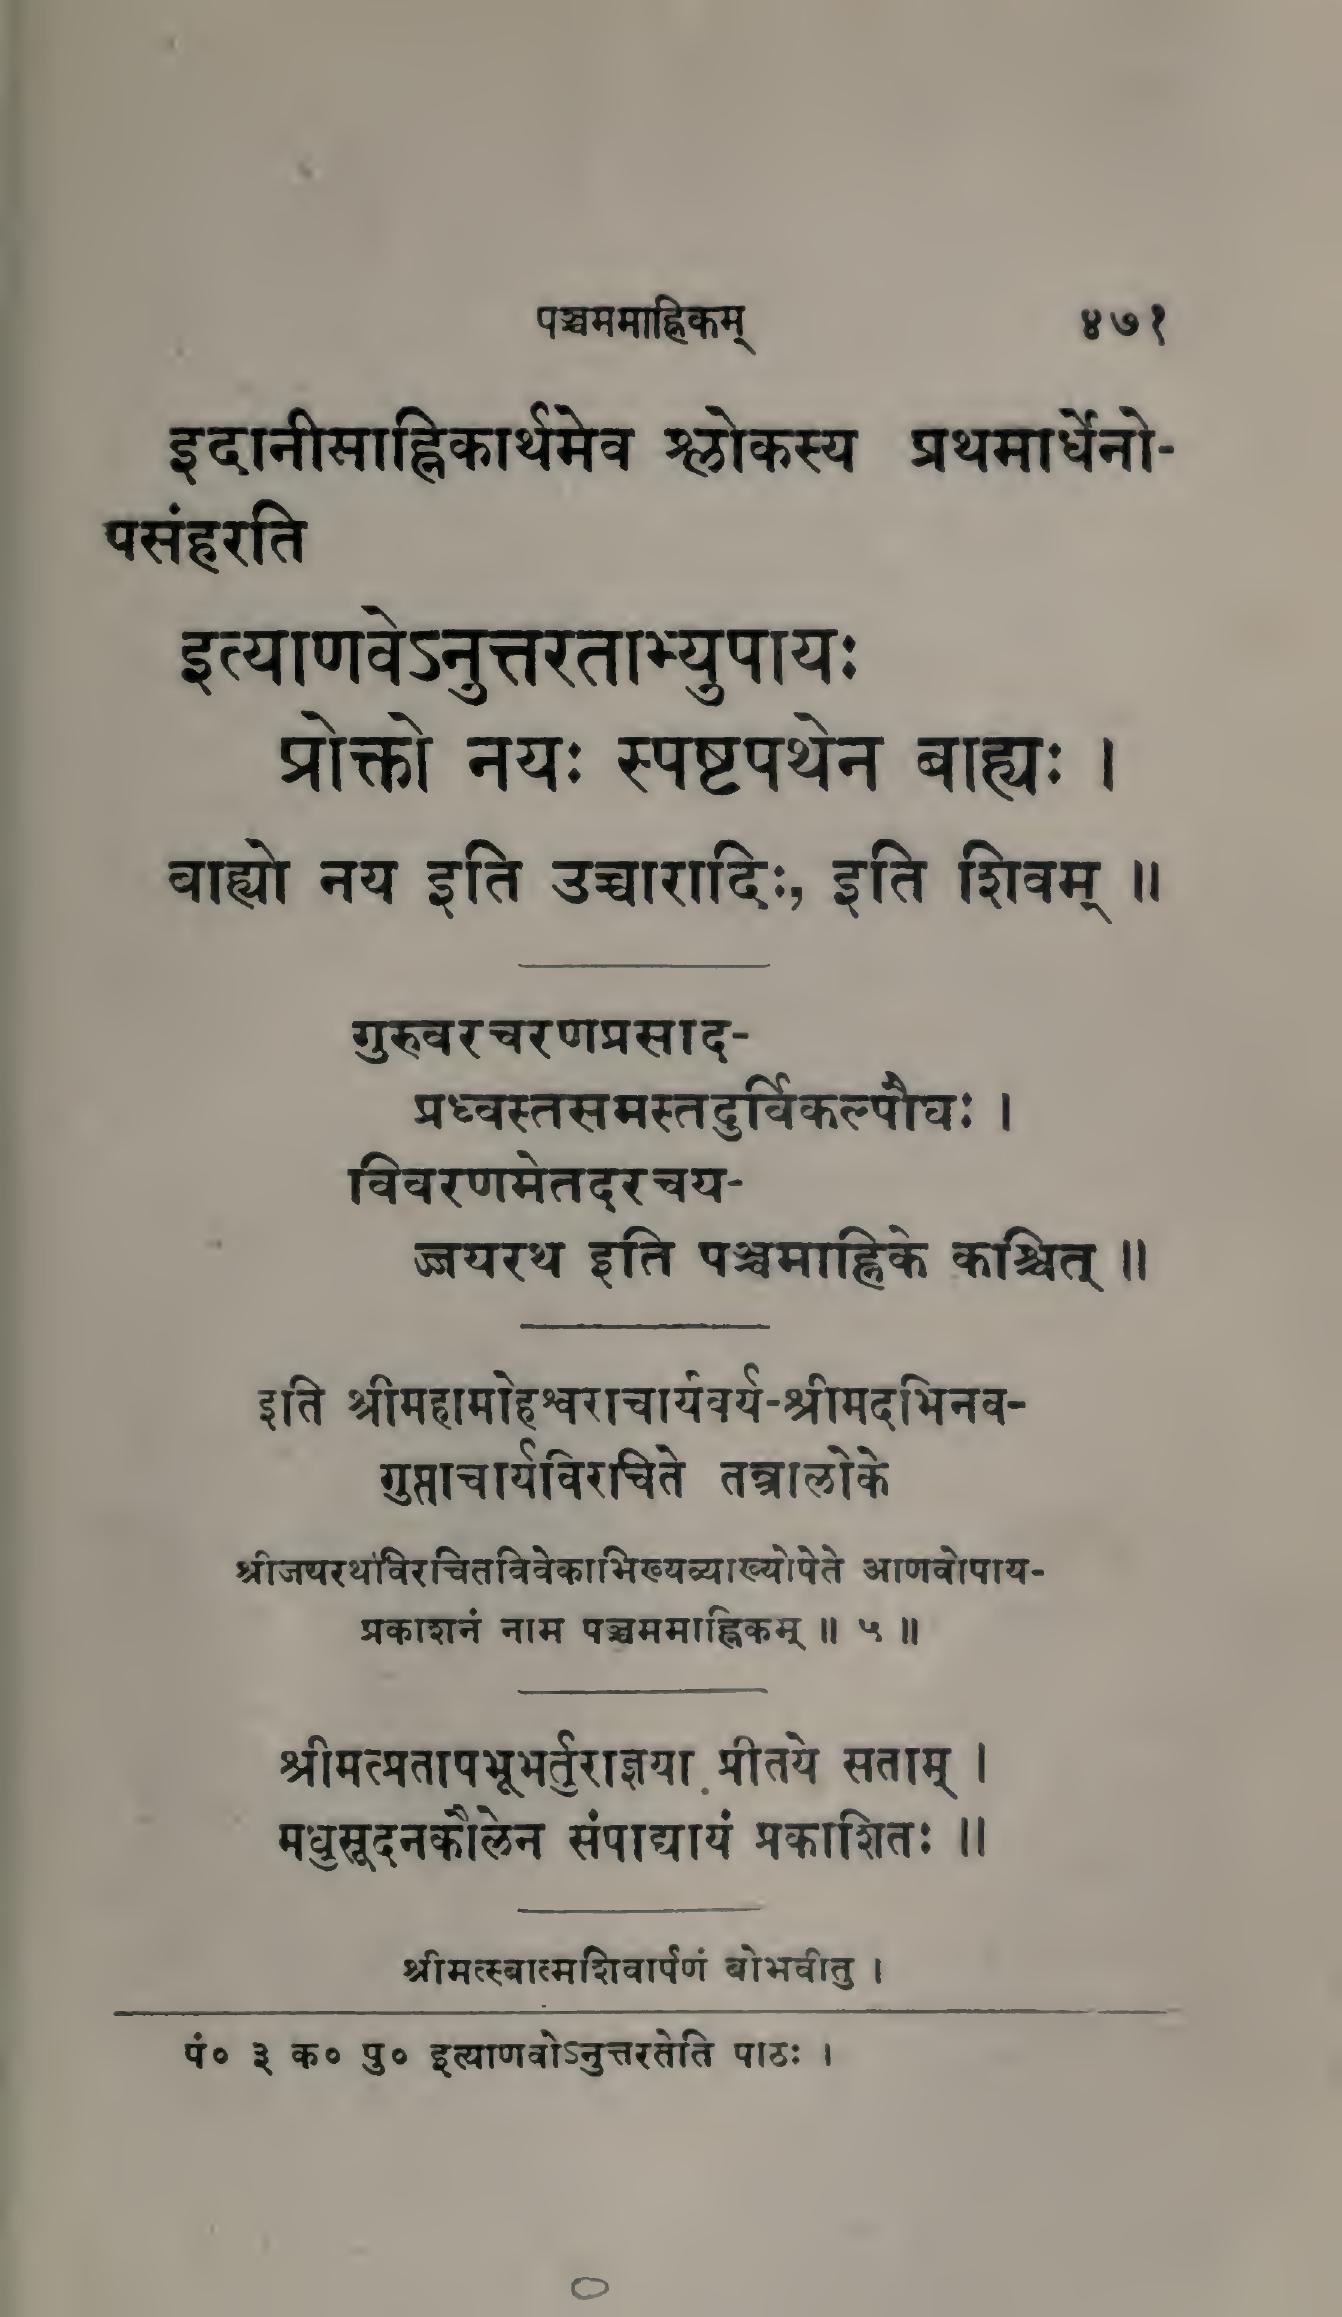 पञ्चममाह्निकम् ४७१
इदानीसाह्निकार्थमेव श्लोकस्य प्रथमार्धेनो-
पसंहरति
इत्याणवेऽनुत्तरताभ्युपायः
प्रोक्तो नयः स्पष्टपथेन बाह्यः ।
बाह्यो नय इति उच्चारादिः, इति शिवम् ॥
गुरुवरचरणप्रसाद-
प्रध्वस्तसमस्तदुर्विकल्पौघः ।
विवरणमेतदरचय-
ज्जयरथ इति पञ्चमाह्निके कश्चित् ॥
इति श्रीमहामाहेश्वराचार्यवर्य-श्रीमदभिनव-
गुप्ताचार्यविरचिते तन्त्रालोके
श्रीजयरथविरचितविवेकाभिख्यव्याख्योपेते आणवोपाय-
प्रकाशनं नाम पञ्चममाह्निकम् ॥ ५ ॥
श्रीमत्प्रतापभूभर्तुराज्ञया प्रीतये सताम् ।
मधुसूदनकौलेन संपाद्यायं प्रकाशितः ॥
श्रीमत्स्वात्मशिवार्पणं बोभवीतु ।
पं० ३ क० पु० इत्याणवोऽनुत्तरतेति पाठः ।